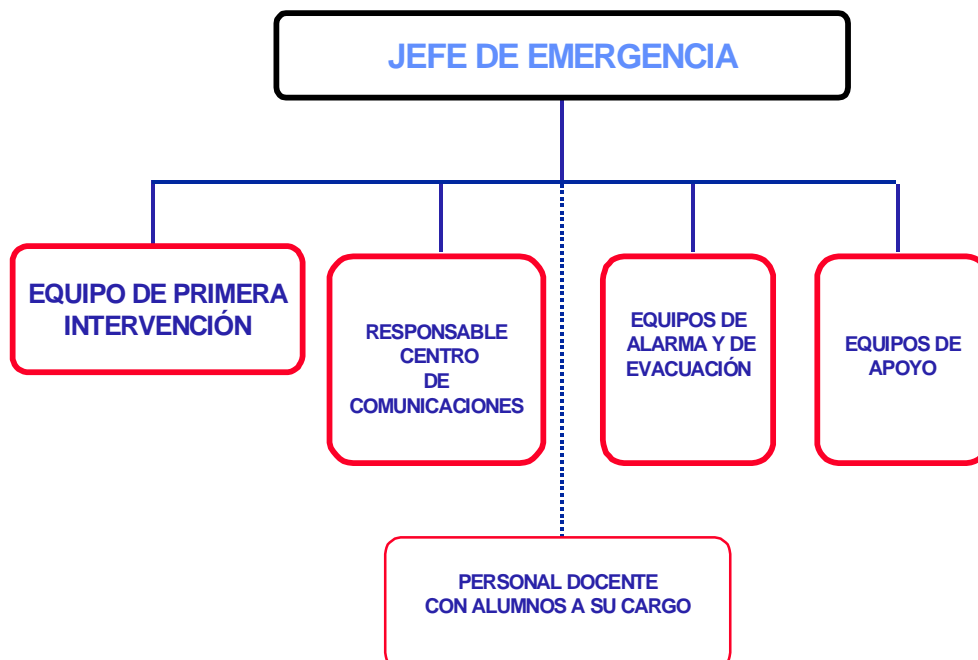 JEFE DE EMERGENCIA
EQUIPO DE PRIMERA
INTERVENCIÓN
RESPONSABLE
CENTRO
DE
COMUNICACIONES
EQUIPOS DE
ALARMA Y DE
EVACUACIÓN
EQUIPOS DE
APOYO
PERSONAL DOCENTE
CON ALUMNOS A SU CARGO